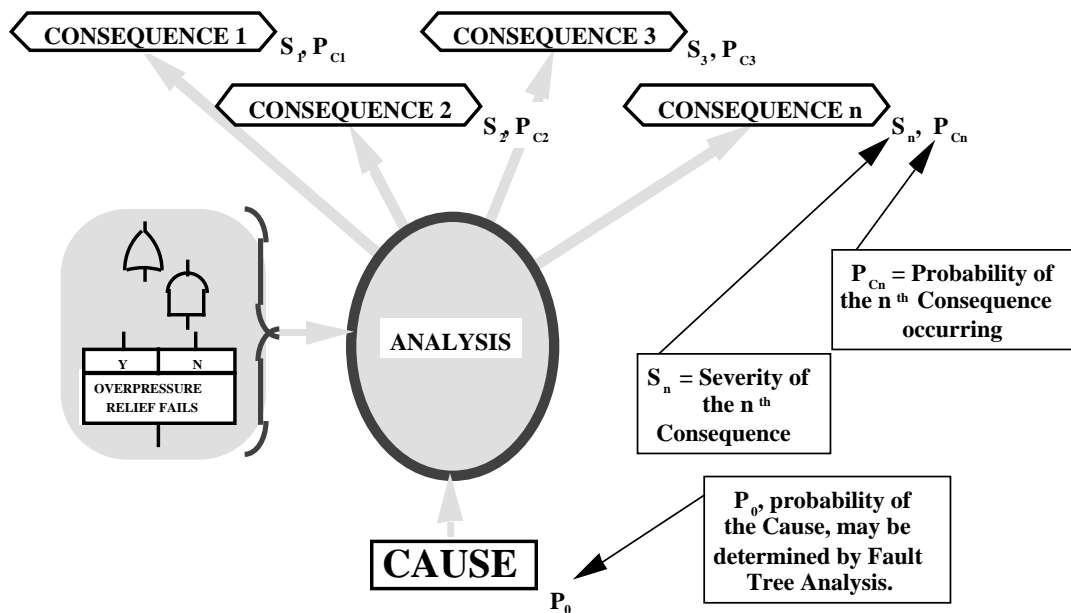 CONSEQUENCE 1
S1, PC1
CONSEQUENCE 3
S3, PC3
CONSEQUENCE 2
S2, PC2
CONSEQUENCE n
Sn, PCn
Y N
OVERPRESSURE
RELIEF FAILS
ANALYSIS
PCn = Probability of
the n th Consequence
occurring
Sn = Severity of
the n th
Consequence
CAUSE
P0
P0, probability of
the Cause, may be
determined by Fault
Tree Analysis.